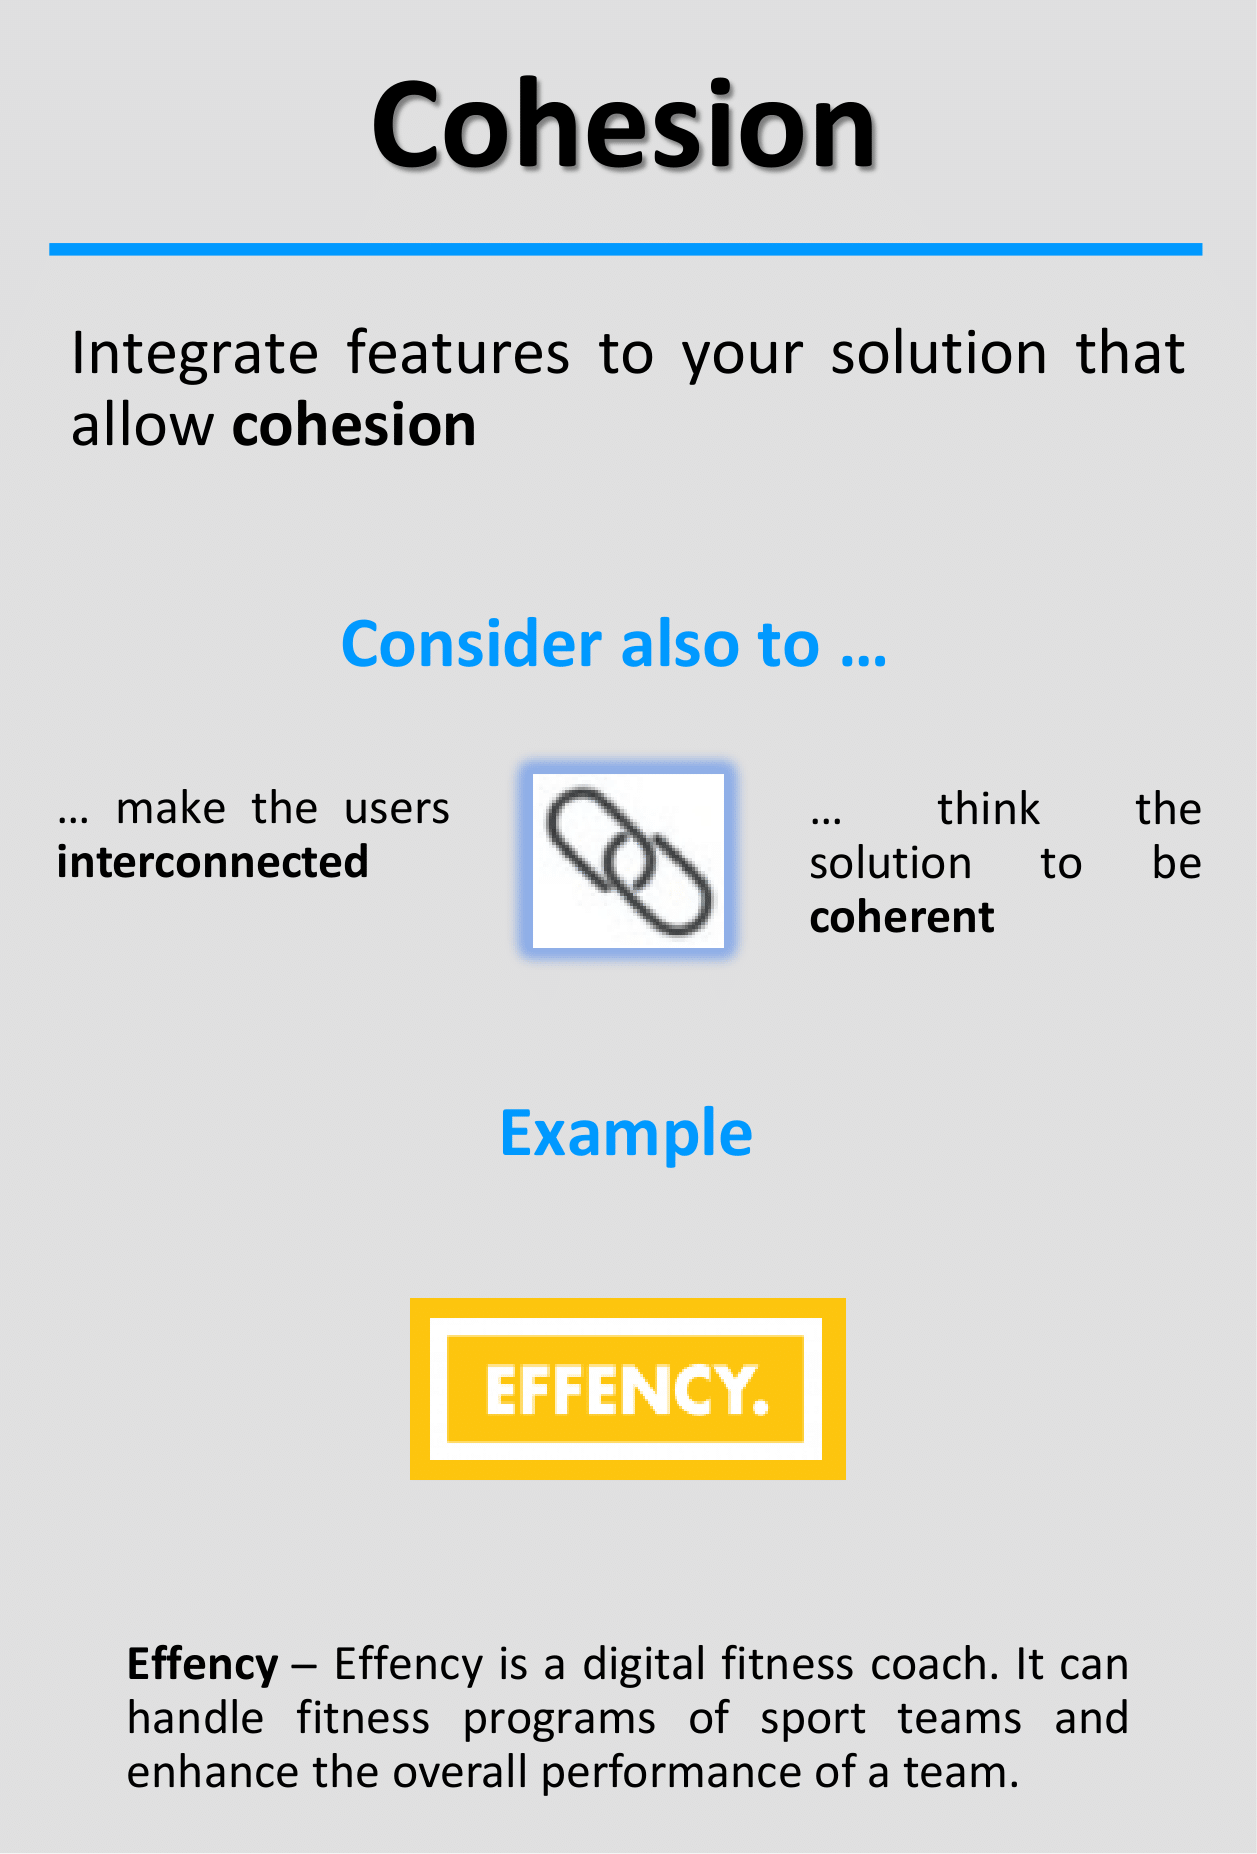 Cohesion
Integrate features to your solution that
allow cohesion
Consider also to ...
... make the users
interconnected
... think the
solution to be
coherent
Example
EFFENCY.
Effency – Effency is a digital fitness coach. It can
handle fitness programs of sport teams and
enhance the overall performance of a team.